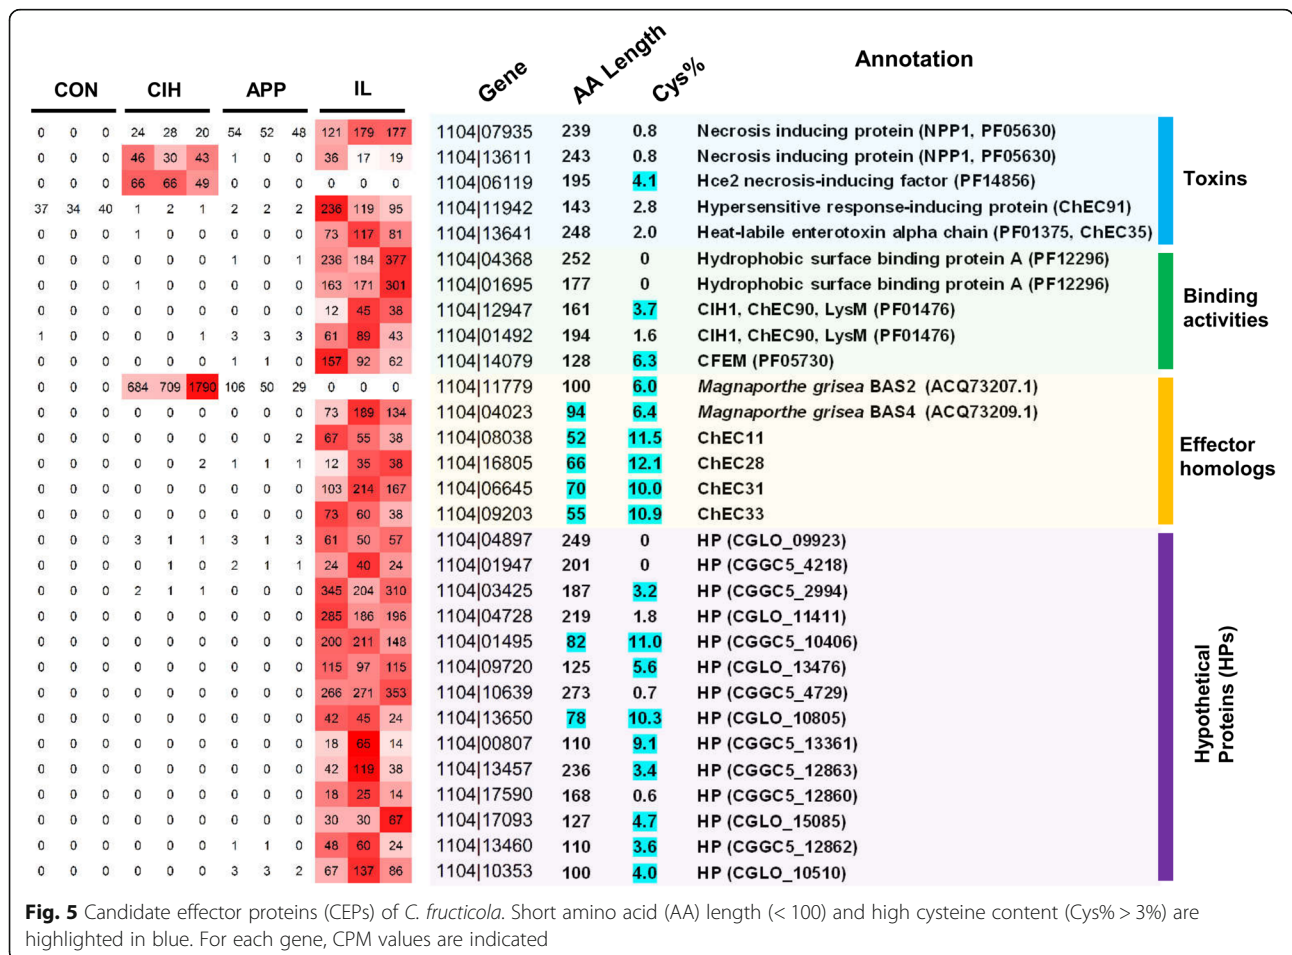 CON CIH APP IL Gene AA Length Cys% Annotation
0 0 0 24 28 20 54 52 48 121 179 177 1104|07935 239 0.8 Necrosis inducing protein (NPP1, PF05630)
0 0 0 46 30 43 1 0 0 36 17 19 1104|13611 243 0.8 Necrosis inducing protein (NPP1, PF05630)
0 0 0 66 66 49 0 0 0 0 0 0 1104|06119 195 4.1 Hce2 necrosis-inducing factor (PF14856)
Toxins
37 34 40 1 2 1 2 2 2 236 119 95 1104|11942 143 2.8 Hypersensitive response-inducing protein (ChEC91)
0 0 0 1 0 0 0 0 0 73 117 81 1104|13641 248 2.0 Heat-labile enterotoxin alpha chain (PF01375, ChEC35)
0 0 0 0 0 0 1 0 1 236 184 377 1104|04368 252 0 Hydrophobic surface binding protein A (PF12296)
0 0 0 1 0 0 0 0 0 163 171 301 1104|01695 177 0 Hydrophobic surface binding protein A (PF12296)
Binding
activities
0 0 0 0 0 0 0 0 0 12 45 38 1104|12947 161 3.7 CIH1, ChEC90, LysM (PF01476)
1 0 0 0 0 1 3 3 3 61 89 43 1104|01492 194 1.6 CIH1, ChEC90, LysM (PF01476)
0 0 0 0 0 0 1 1 0 157 92 62 1104|14079 128 6.3 CFEM (PF05730)
0 0 0 684 709 1790 106 50 29 0 0 0 1104|11779 100 6.0 Magnaporthe grisea BAS2 (ACQ73207.1)
0 0 0 0 0 0 0 0 0 73 189 134 1104|04023 94 6.4 Magnaporthe grisea BAS4 (ACQ73209.1)
0 0 0 0 0 0 0 0 2 67 55 38 1104|08038 52 11.5 ChEC11
Effector
homologs
0 0 0 0 0 2 1 1 1 12 35 38 1104|16805 66 12.1 ChEC28
0 0 0 0 0 0 0 0 0 103 214 167 1104|06645 70 10.0 ChEC31
0 0 0 0 0 0 0 0 0 73 60 38 1104|09203 55 10.9 ChEC33
0 0 0 3 1 1 3 1 3 61 50 57 1104|04897 249 0 HP (CGLO_09923)
0 0 0 0 1 0 2 1 1 24 40 24 1104|01947 201 0 HP (CGGC5_4218)
0 0 0 2 1 1 0 0 0 345 204 310 1104|03425 187 3.2 HP (CGGC5_2994)
0 0 0 0 0 0 0 0 0 285 186 196 1104|04728 219 1.8 HP (CGLO_11411)
0 0 0 0 0 0 0 0 0 200 211 148 1104|01495 82 11.0 HP (CGGC5_10406)
0 0 0 0 0 0 0 0 0 115 97 115 1104|09720 125 5.6 HP (CGLO_13476)
0 0 0 0 0 0 0 0 0 266 271 353 1104|10639 273 0.7 HP (CGGC5_4729)
Hypothetical
Proteins (HPs)
0 0 0 0 0 0 0 0 0 42 45 24 1104|13650 78 10.3 HP (CGLO_10805)
0 0 0 0 0 0 0 0 0 18 65 14 1104|00807 110 9.1 HP (CGGC5_13361)
0 0 0 0 0 0 0 0 0 42 119 38 1104|13457 236 3.4 HP (CGGC5_12863)
0 0 0 0 0 0 0 0 0 18 25 14 1104|17590 168 0.6 HP (CGGC5_12860)
0 0 0 0 0 0 0 0 0 30 30 87 1104|17093 127 4.7 HP (CGLO_15085)
0 0 0 0 0 0 1 1 0 48 60 24 1104|13460 110 3.6 HP (CGGC5_12862)
0 0 0 0 0 0 3 3 2 67 137 86 1104|10353 100 4.0 HP (CGLO_10510)
Fig. 5 Candidate effector proteins (CEPs) of C. fructicola. Short amino acid (AA) length (< 100) and high cysteine content (Cys% > 3%) are
highlighted in blue. For each gene, CPM values are indicated